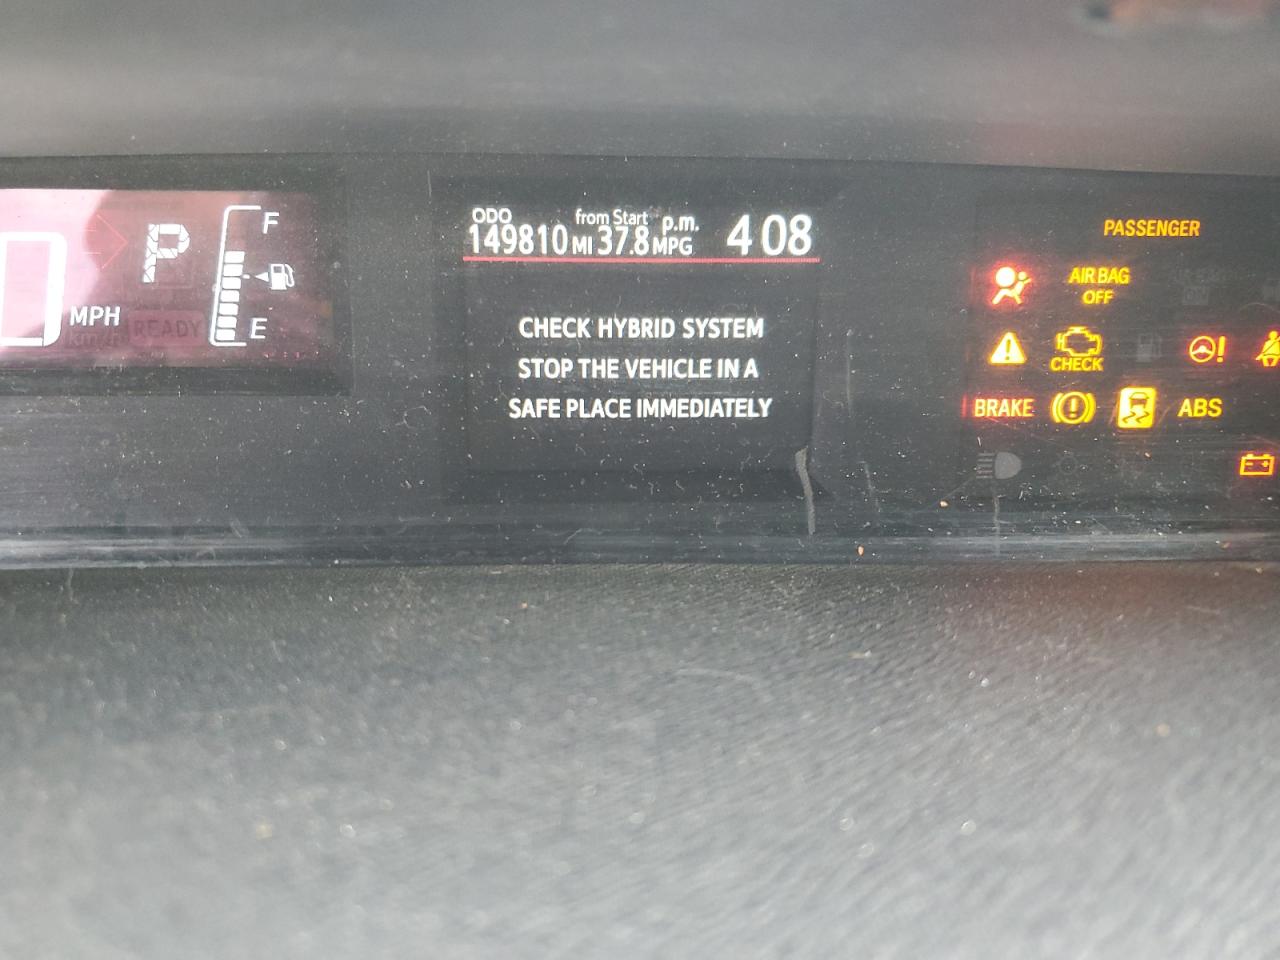 ODO from Start p.m.
149810 MI 37.8 MPG 4 08
P
F
E
0 MPH
READY
CHECK HYBRID SYSTEM
STOP THE VEHICLE IN A
SAFE PLACE IMMEDIATELY
PASSENGER
AIR BAG
OFF
CHECK
BRAKE
ABS